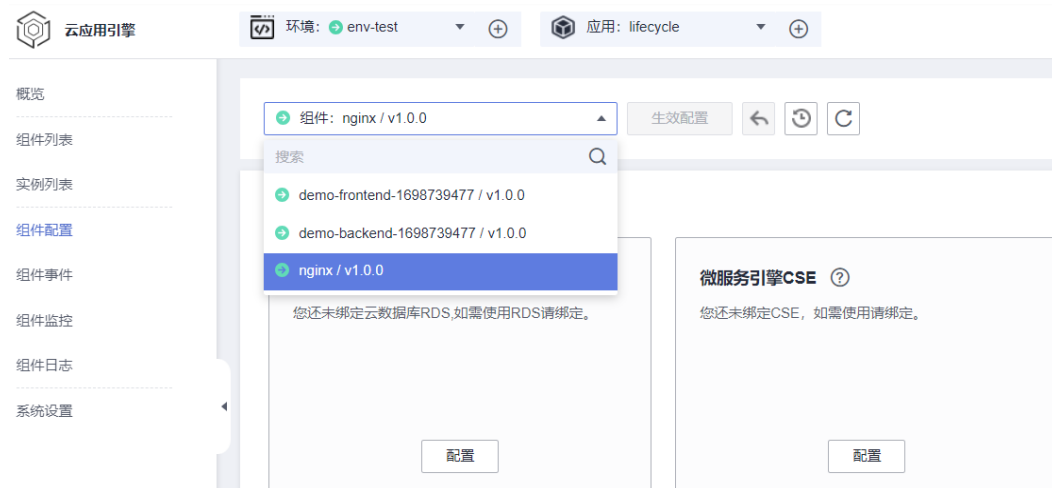 云应用引擎
环境: env-test
应用: lifecycle
概览
组件列表
实例列表
组件配置
组件事件
组件监控
组件日志
系统设置
组件: nginx / v1.0.0
生效配置
搜索
demo-frontend-1698739477 / v1.0.0
demo-backend-1698739477 / v1.0.0
nginx / v1.0.0
您还未绑定云数据库RDS,如需使用RDS请绑定。
配置
微服务引擎CSE
您还未绑定CSE，如需使用请绑定。
配置